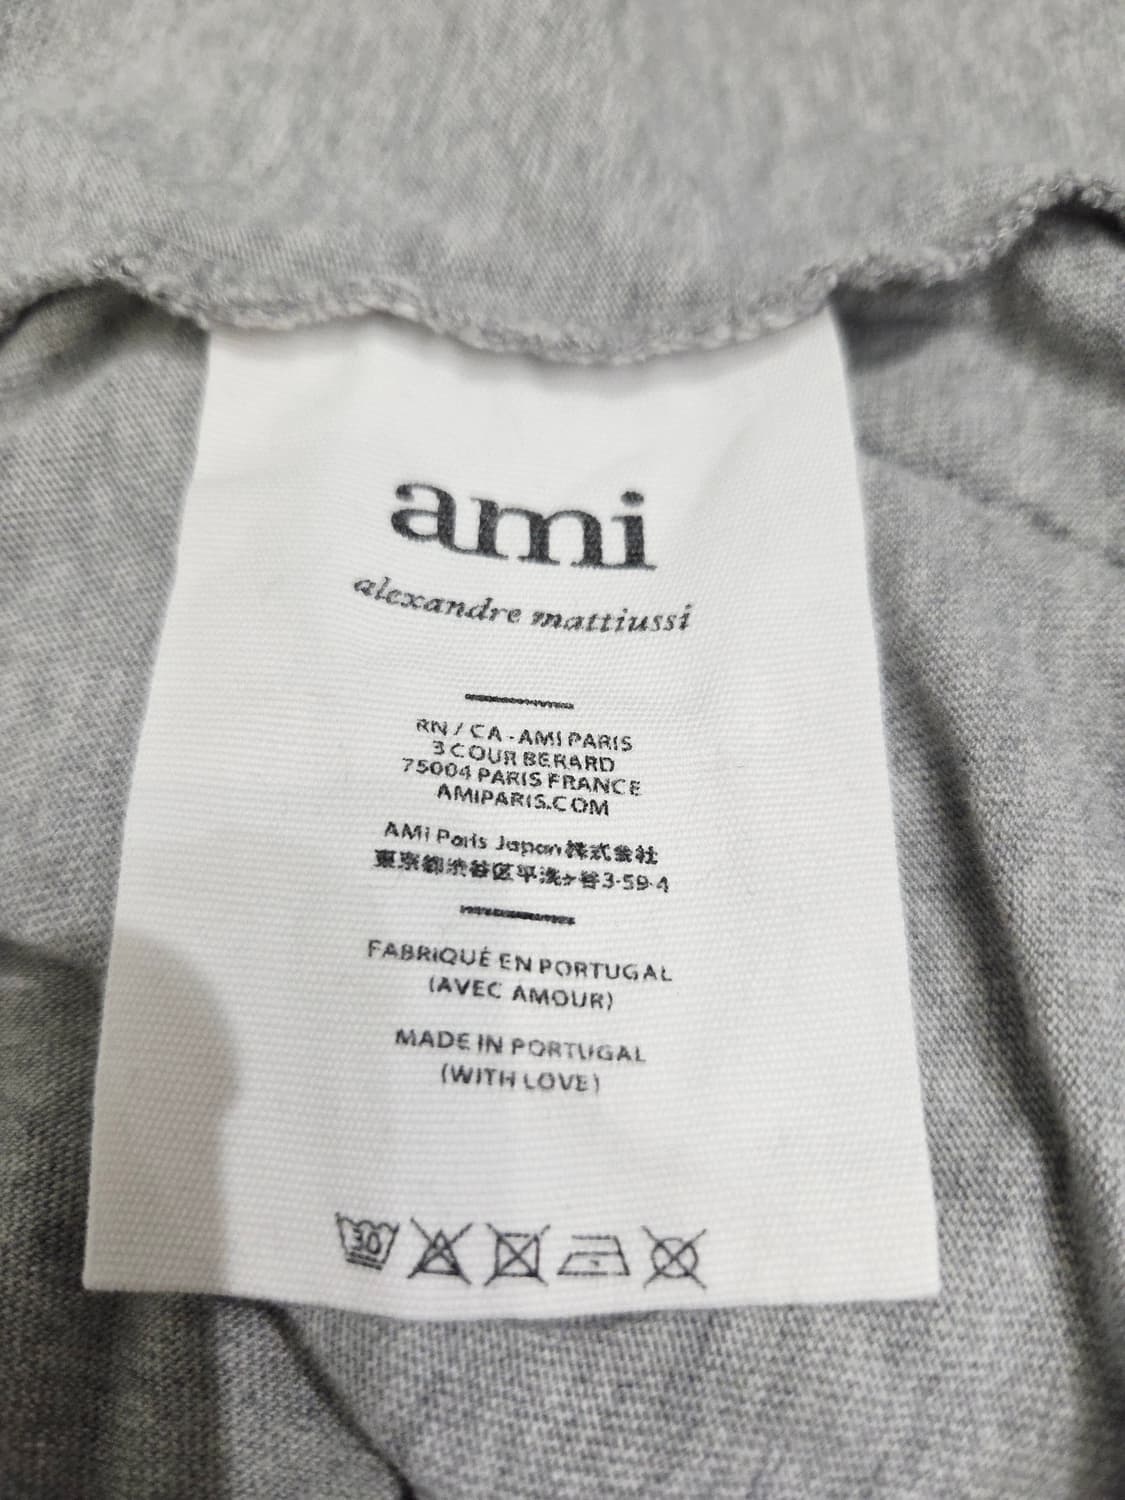 ami
alexandre mattiussi
RN / CA - AMI PARIS
3 COUR BERARD
75004 PARIS FRANCE
AMIPARIS.COM
AMi Paris Japan株式会社
東京都渋谷区千駄ヶ谷3-59-4
FABRIQUÉ EN PORTUGAL
(AVEC AMOUR)
MADE IN PORTUGAL
(WITH LOVE)
30